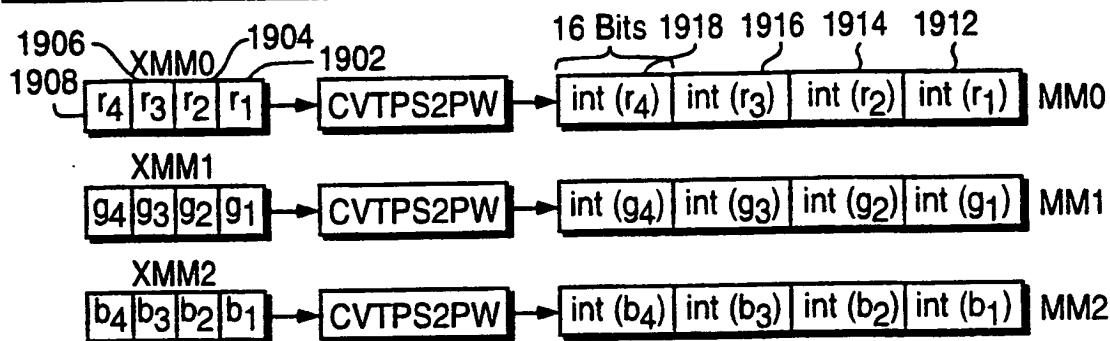 16 Bits 1918 1916 1914 1912
1906 XMM0 1904
1908 1902
r4 r3 r2 r1 CVTPS2PW int (r4) int (r3) int (r2) int (r1) MM0
XMM1
g4 g3 g2 g1 CVTPS2PW int (g4) int (g3) int (g2) int (g1) MM1
XMM2
b4 b3 b2 b1 CVTPS2PW int (b4) int (b3) int (b2) int (b1) MM2